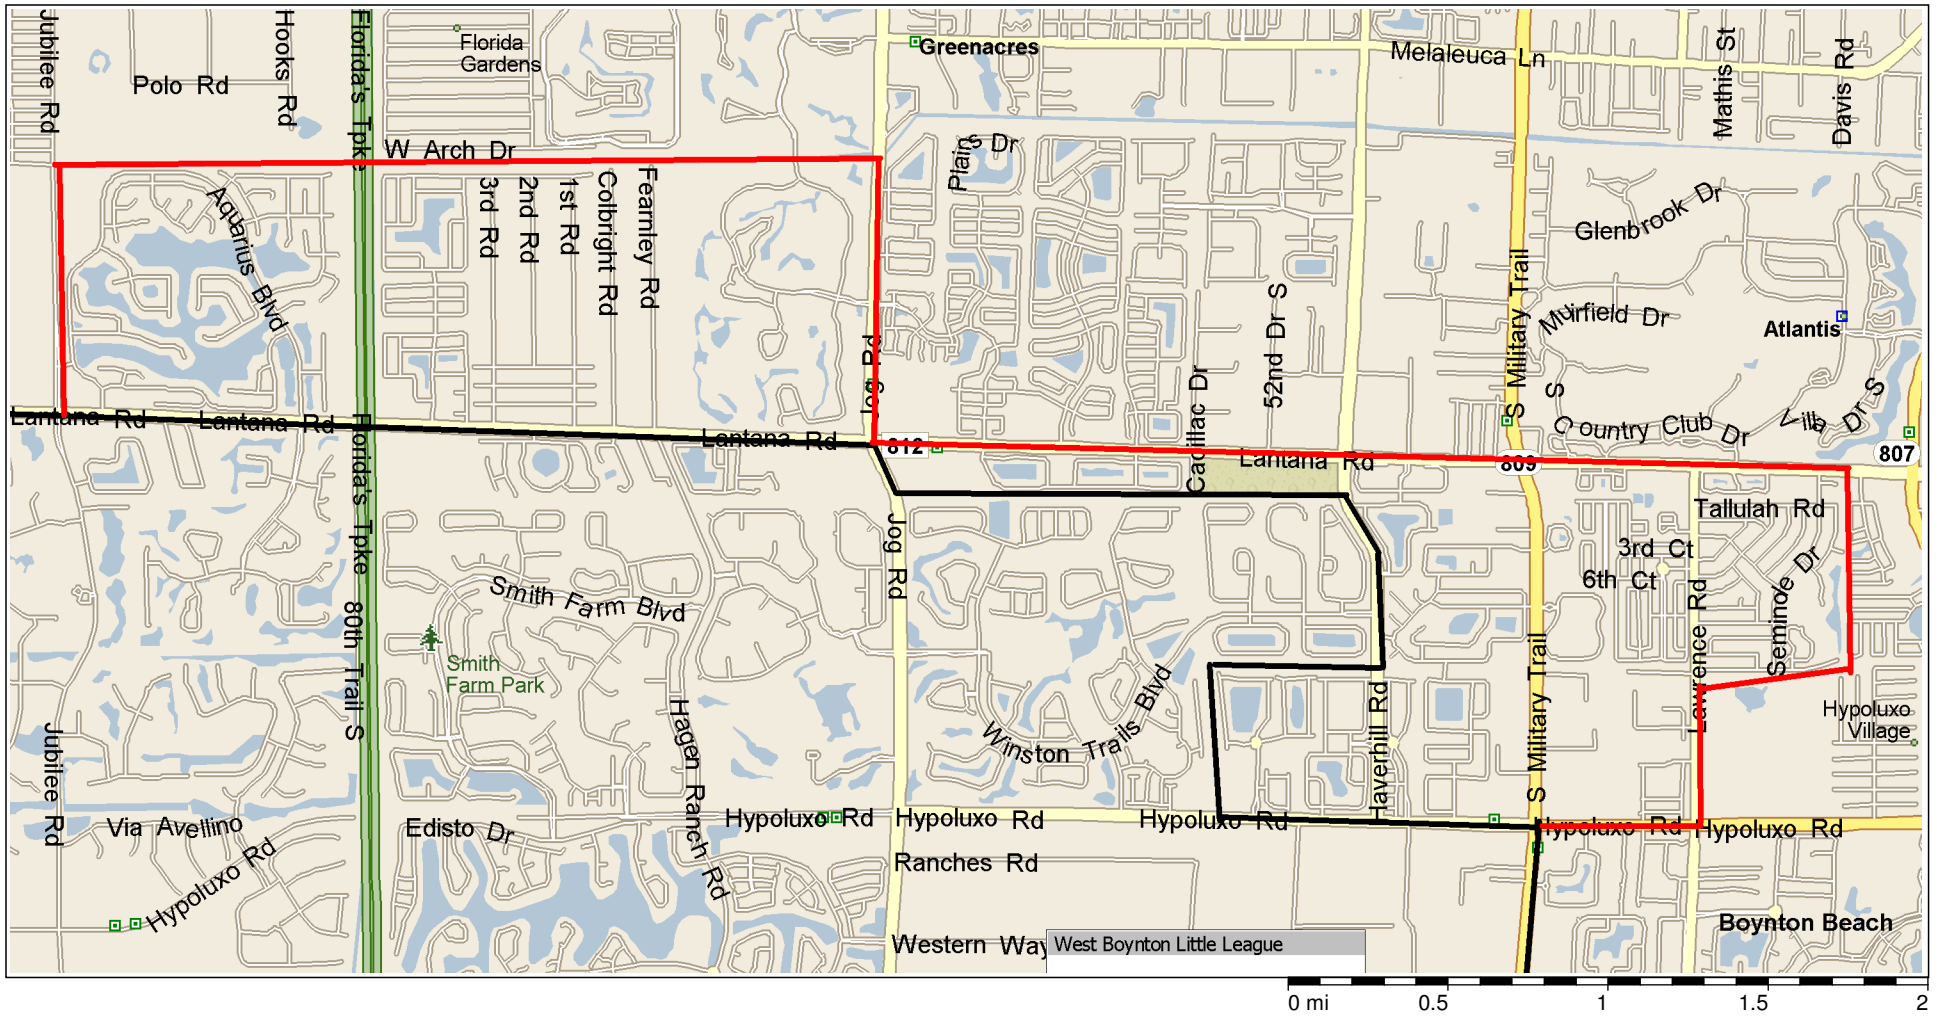 Jubilee Rd
Hooks Rd
Florida's Tpke
Florida
Gardens
Greenacres
Melaleuca Ln
Mathis St
Davis Rd
Polo Rd
W Arch Dr
Plain
S Dr
Aquarius Blvd
3rd Rd
2nd Rd
1st Rd
Colbright Rd
Fearnley Rd
Glenbrook Dr
S Military Trail
Muirfield Dr
Atlantis
52nd Dr S
Jog Rd
Cadillac Dr
S Country Club Dr
Villa Dr S
Lantana Rd
Lantana Rd
Lantana Rd
812
Lantana Rd
809
807
Florida's Tpke
Jog Rd
Tallulah Rd
3rd Ct
6th Ct
Seminole Dr
Lawrence Rd
Smith Farm Blvd
80th Trail S
Smith
Farm Park
Hagen Ranch Rd
Winston Trails Blvd
Haverhill Rd
S Military Trail
Hypoluxo
Village
Jubilee Rd
Via Avellino
Hypoluxo Rd
Edisto Dr
Hypoluxo Rd
Hypoluxo Rd
Hypoluxo Rd
Hypoluxo Rd
Hypoluxo Rd
Ranches Rd
Western Way
West Boynton Little League
Boynton Beach
0 mi
0.5
1
1.5
2